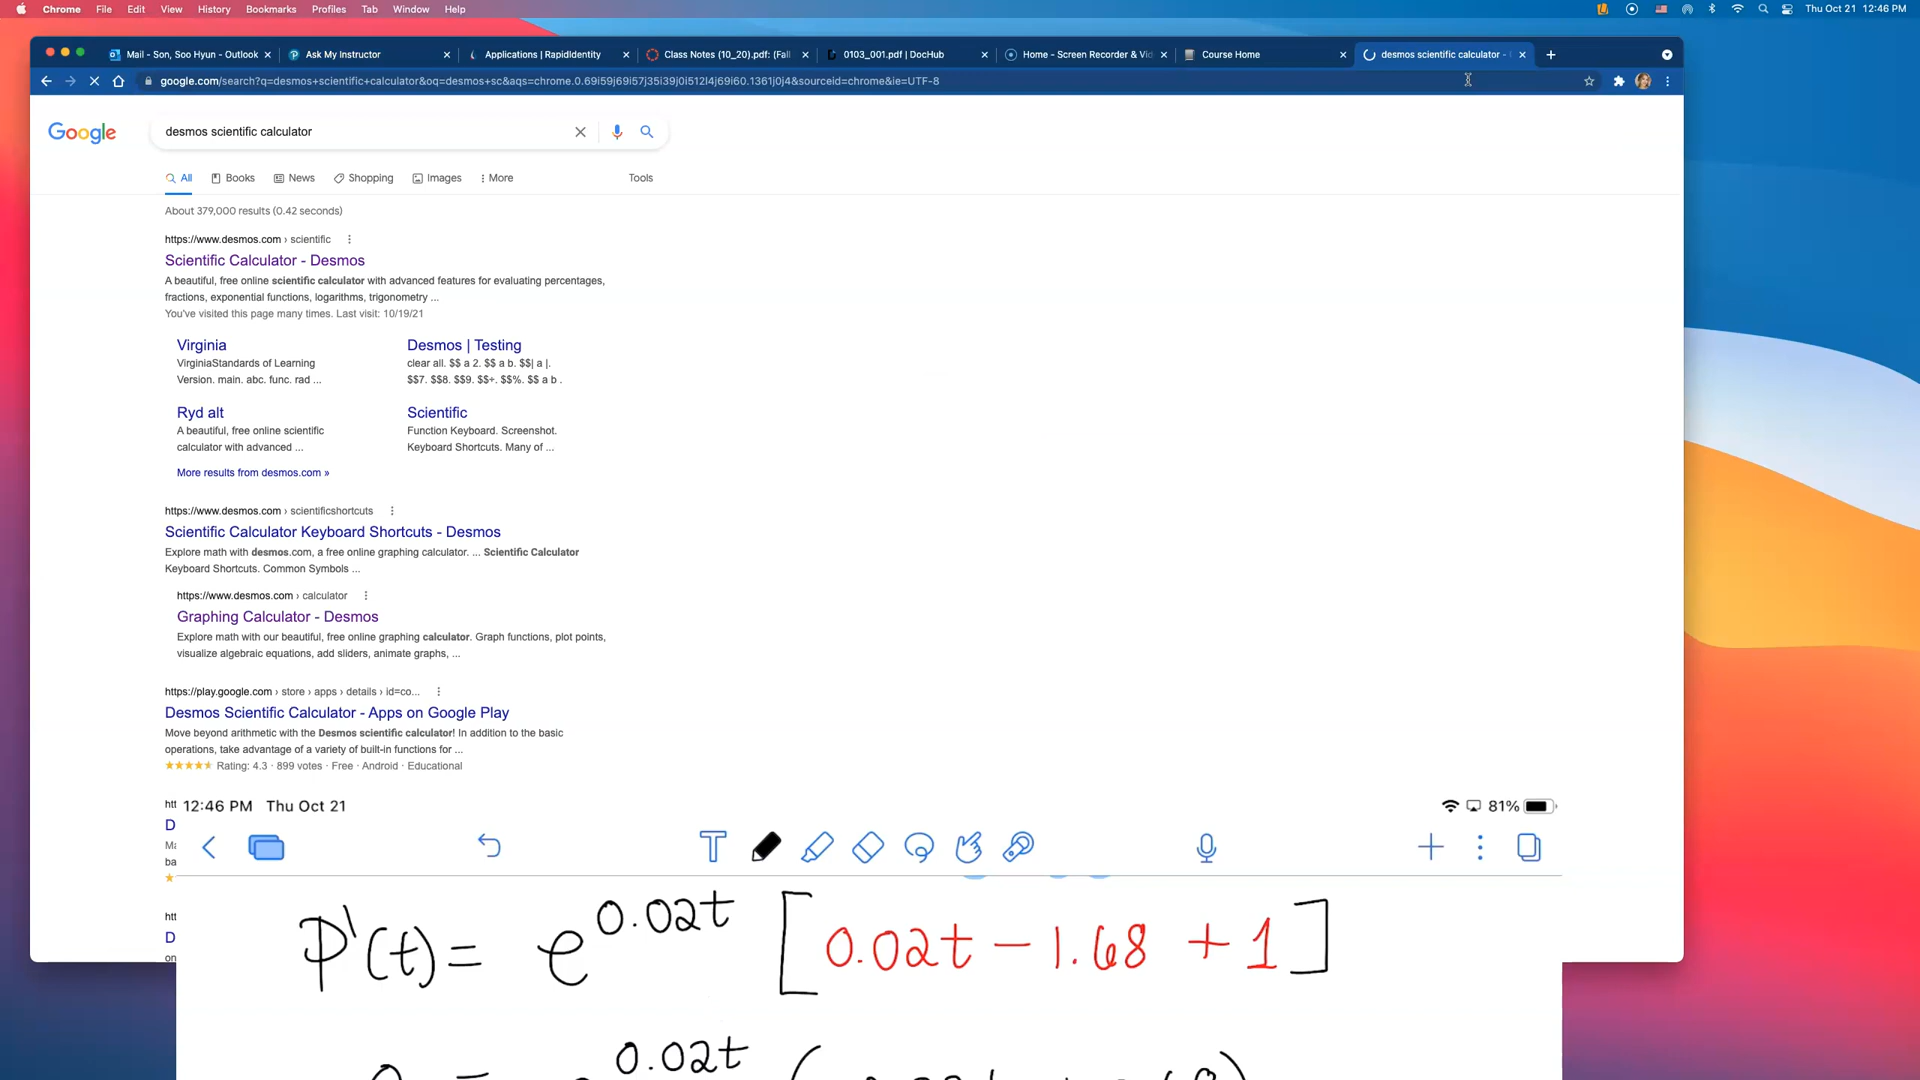 Chrome File Edit View History Bookmarks Profiles Tab Window Help Thu Oct 21 12:46 PM
Mail - Son, Soo Hyun - Outlook Ask My Instructor Applications | RapidIdentity Class Notes (10_20).pdf: (Fall 0103_001.pdf | DocHub Home - Screen Recorder & Vid Course Home desmos scientific calculator -
google.com/search?q=desmos+scientific+calculator&oq=desmos+sc&aqs=chrome.0.69i59j69i57j35i39j0i512l4j69i60.1361j0j4&sourceid=chrome&ie=UTF-8
Google desmos scientific calculator
All Books News Shopping Images More Tools
About 379,000 results (0.42 seconds)
https://www.desmos.com › scientific
Scientific Calculator - Desmos
A beautiful, free online scientific calculator with advanced features for evaluating percentages,
fractions, exponential functions, logarithms, trigonometry ...
You've visited this page many times. Last visit: 10/19/21
Virginia
VirginiaStandards of Learning
Version. main. abc. func. rad ...
Desmos | Testing
clear all. $$ a 2. $$ a b. $$| a |.
$$7. $$8. $$9. $$+. $$%. $$ a b .
Ryd alt
A beautiful, free online scientific
calculator with advanced ...
Scientific
Function Keyboard. Screenshot.
Keyboard Shortcuts. Many of ...
More results from desmos.com »
https://www.desmos.com › scientificshortcuts
Scientific Calculator Keyboard Shortcuts - Desmos
Explore math with desmos.com, a free online graphing calculator. ... Scientific Calculator
Keyboard Shortcuts. Common Symbols ...
https://www.desmos.com › calculator
Graphing Calculator - Desmos
Explore math with our beautiful, free online graphing calculator. Graph functions, plot points,
visualize algebraic equations, add sliders, animate graphs, ...
https://play.google.com › store › apps › details › id=co...
Desmos Scientific Calculator - Apps on Google Play
Move beyond arithmetic with the Desmos scientific calculator! In addition to the basic
operations, take advantage of a variety of built-in functions for ...
★★★★★ Rating: 4.3 · 899 votes · Free · Android · Educational
12:46 PM Thu Oct 21 81%
T
P'(t) = e^0.02t [0.02t - 1.68 + 1]
0.02t